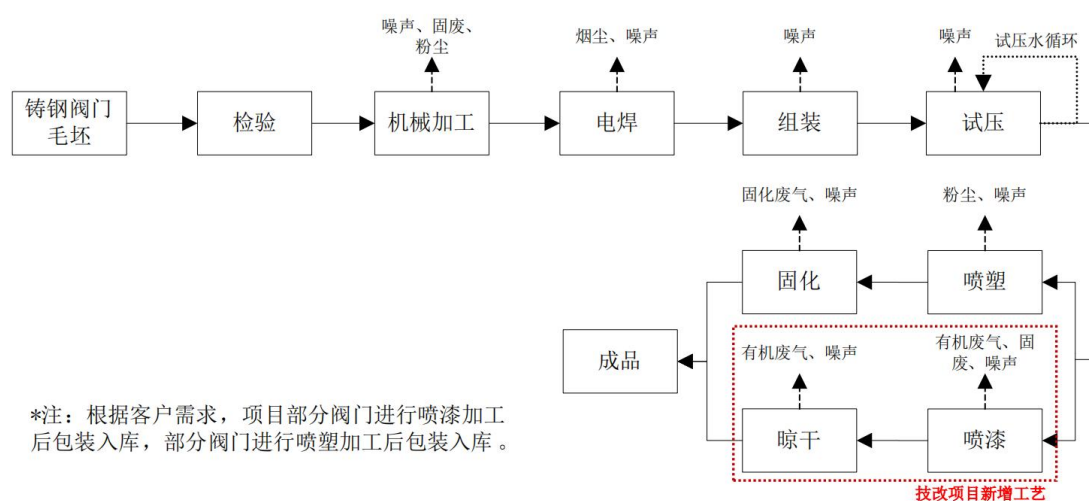 噪声、固废、
粉尘
烟尘、噪声
噪声
噪声
试压水循环
铸钢阀门
毛坯
检验
机械加工
电焊
组装
试压
固化废气、噪声
粉尘、噪声
固化
喷塑
成品
有机废气、噪声
有机废气、固
废、噪声
晾干
喷漆
*注：根据客户需求，项目部分阀门进行喷漆加工
后包装入库，部分阀门进行喷塑加工后包装入库。
技改项目新增工艺